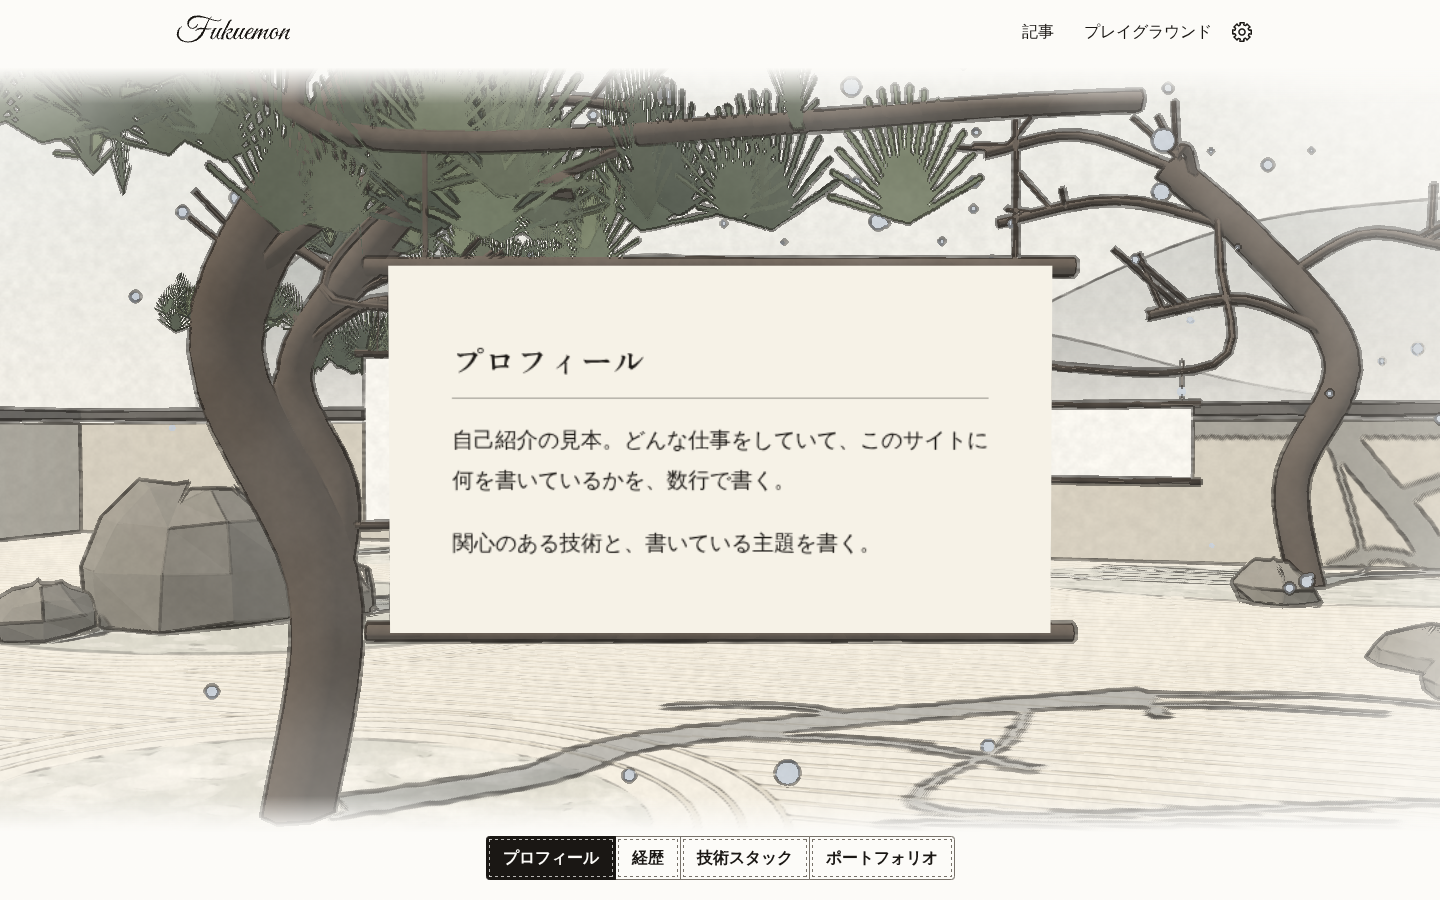 Fukuemon
記事
プレイグラウンド
プロフィール
自己紹介の見本。どんな仕事をしていて、このサイトに
何を書いているかを、数行で書く。
関心のある技術と、書いている主題を書く。
プロフィール
経歴
技術スタック
ポートフォリオ